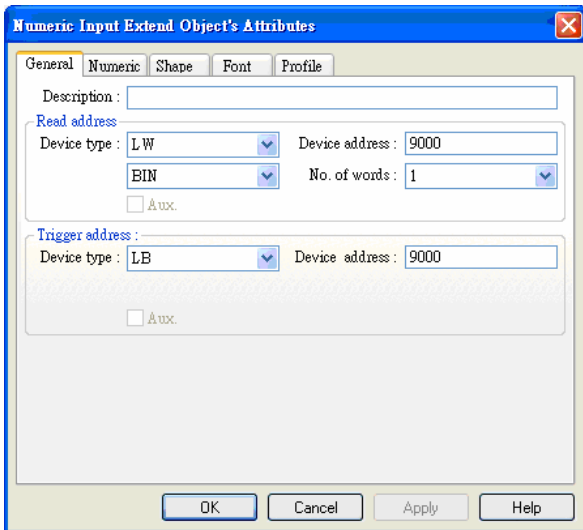 Numeric Input Extend Object's Attributes
General Numeric Shape Font Profile
Description :
Read address
Device type : LW Device address : 9000
BIN No. of words : 1
Aux.
Trigger address :
Device type : LB Device address : 9000
Aux.
OK Cancel Apply Help